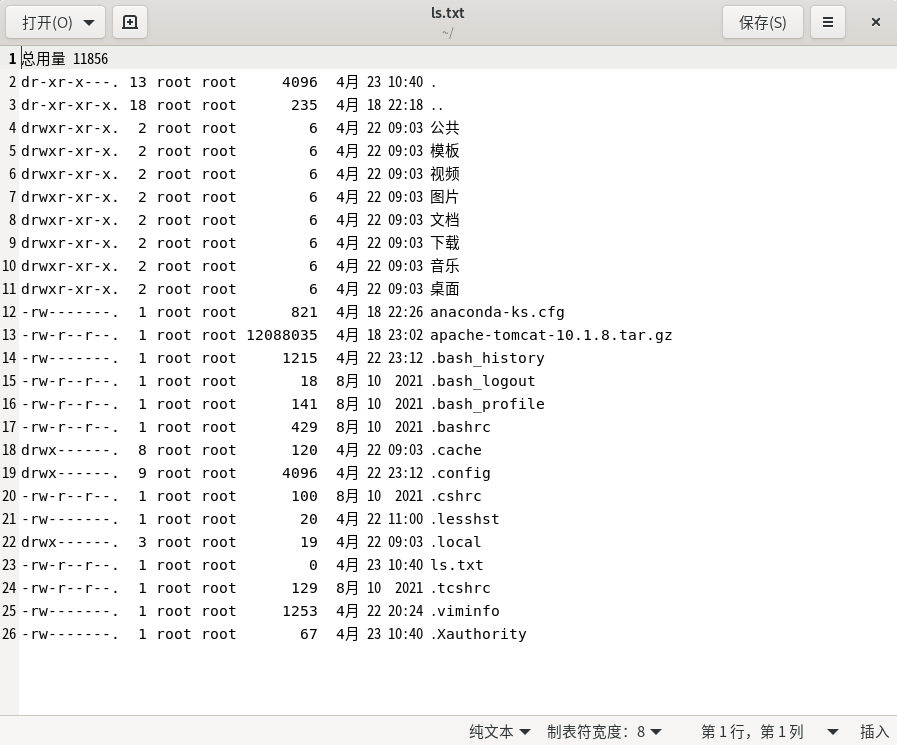 打开(O)
ls.txt
~/
保存(S)
1 总用量 11856
2 dr-xr-x---. 13 root root     4096  4月 23 10:40 .
3 dr-xr-xr-x. 18 root root      235  4月 18 22:18 ..
4 drwxr-xr-x.  2 root root        6  4月 22 09:03 公共
5 drwxr-xr-x.  2 root root        6  4月 22 09:03 模板
6 drwxr-xr-x.  2 root root        6  4月 22 09:03 视频
7 drwxr-xr-x.  2 root root        6  4月 22 09:03 图片
8 drwxr-xr-x.  2 root root        6  4月 22 09:03 文档
9 drwxr-xr-x.  2 root root        6  4月 22 09:03 下载
10 drwxr-xr-x.  2 root root        6  4月 22 09:03 音乐
11 drwxr-xr-x.  2 root root        6  4月 22 09:03 桌面
12 -rw-------.  1 root root      821  4月 18 22:26 anaconda-ks.cfg
13 -rw-r--r--.  1 root root 12088035  4月 18 23:02 apache-tomcat-10.1.8.tar.gz
14 -rw-------.  1 root root     1215  4月 22 23:12 .bash_history
15 -rw-r--r--.  1 root root       18  8月 10  2021 .bash_logout
16 -rw-r--r--.  1 root root      141  8月 10  2021 .bash_profile
17 -rw-r--r--.  1 root root      429  8月 10  2021 .bashrc
18 drwx------.  8 root root      120  4月 22 09:03 .cache
19 drwx------.  9 root root     4096  4月 22 23:12 .config
20 -rw-r--r--.  1 root root      100  8月 10  2021 .cshrc
21 -rw-------.  1 root root       20  4月 22 11:00 .lesshst
22 drwx------.  3 root root       19  4月 22 09:03 .local
23 -rw-r--r--.  1 root root        0  4月 23 10:40 ls.txt
24 -rw-r--r--.  1 root root      129  8月 10  2021 .tcshrc
25 -rw-------.  1 root root     1253  4月 22 20:24 .viminfo
26 -rw-------.  1 root root       67  4月 23 10:40 .Xauthority
纯文本 制表符宽度：8 第 1 行，第 1 列 插入